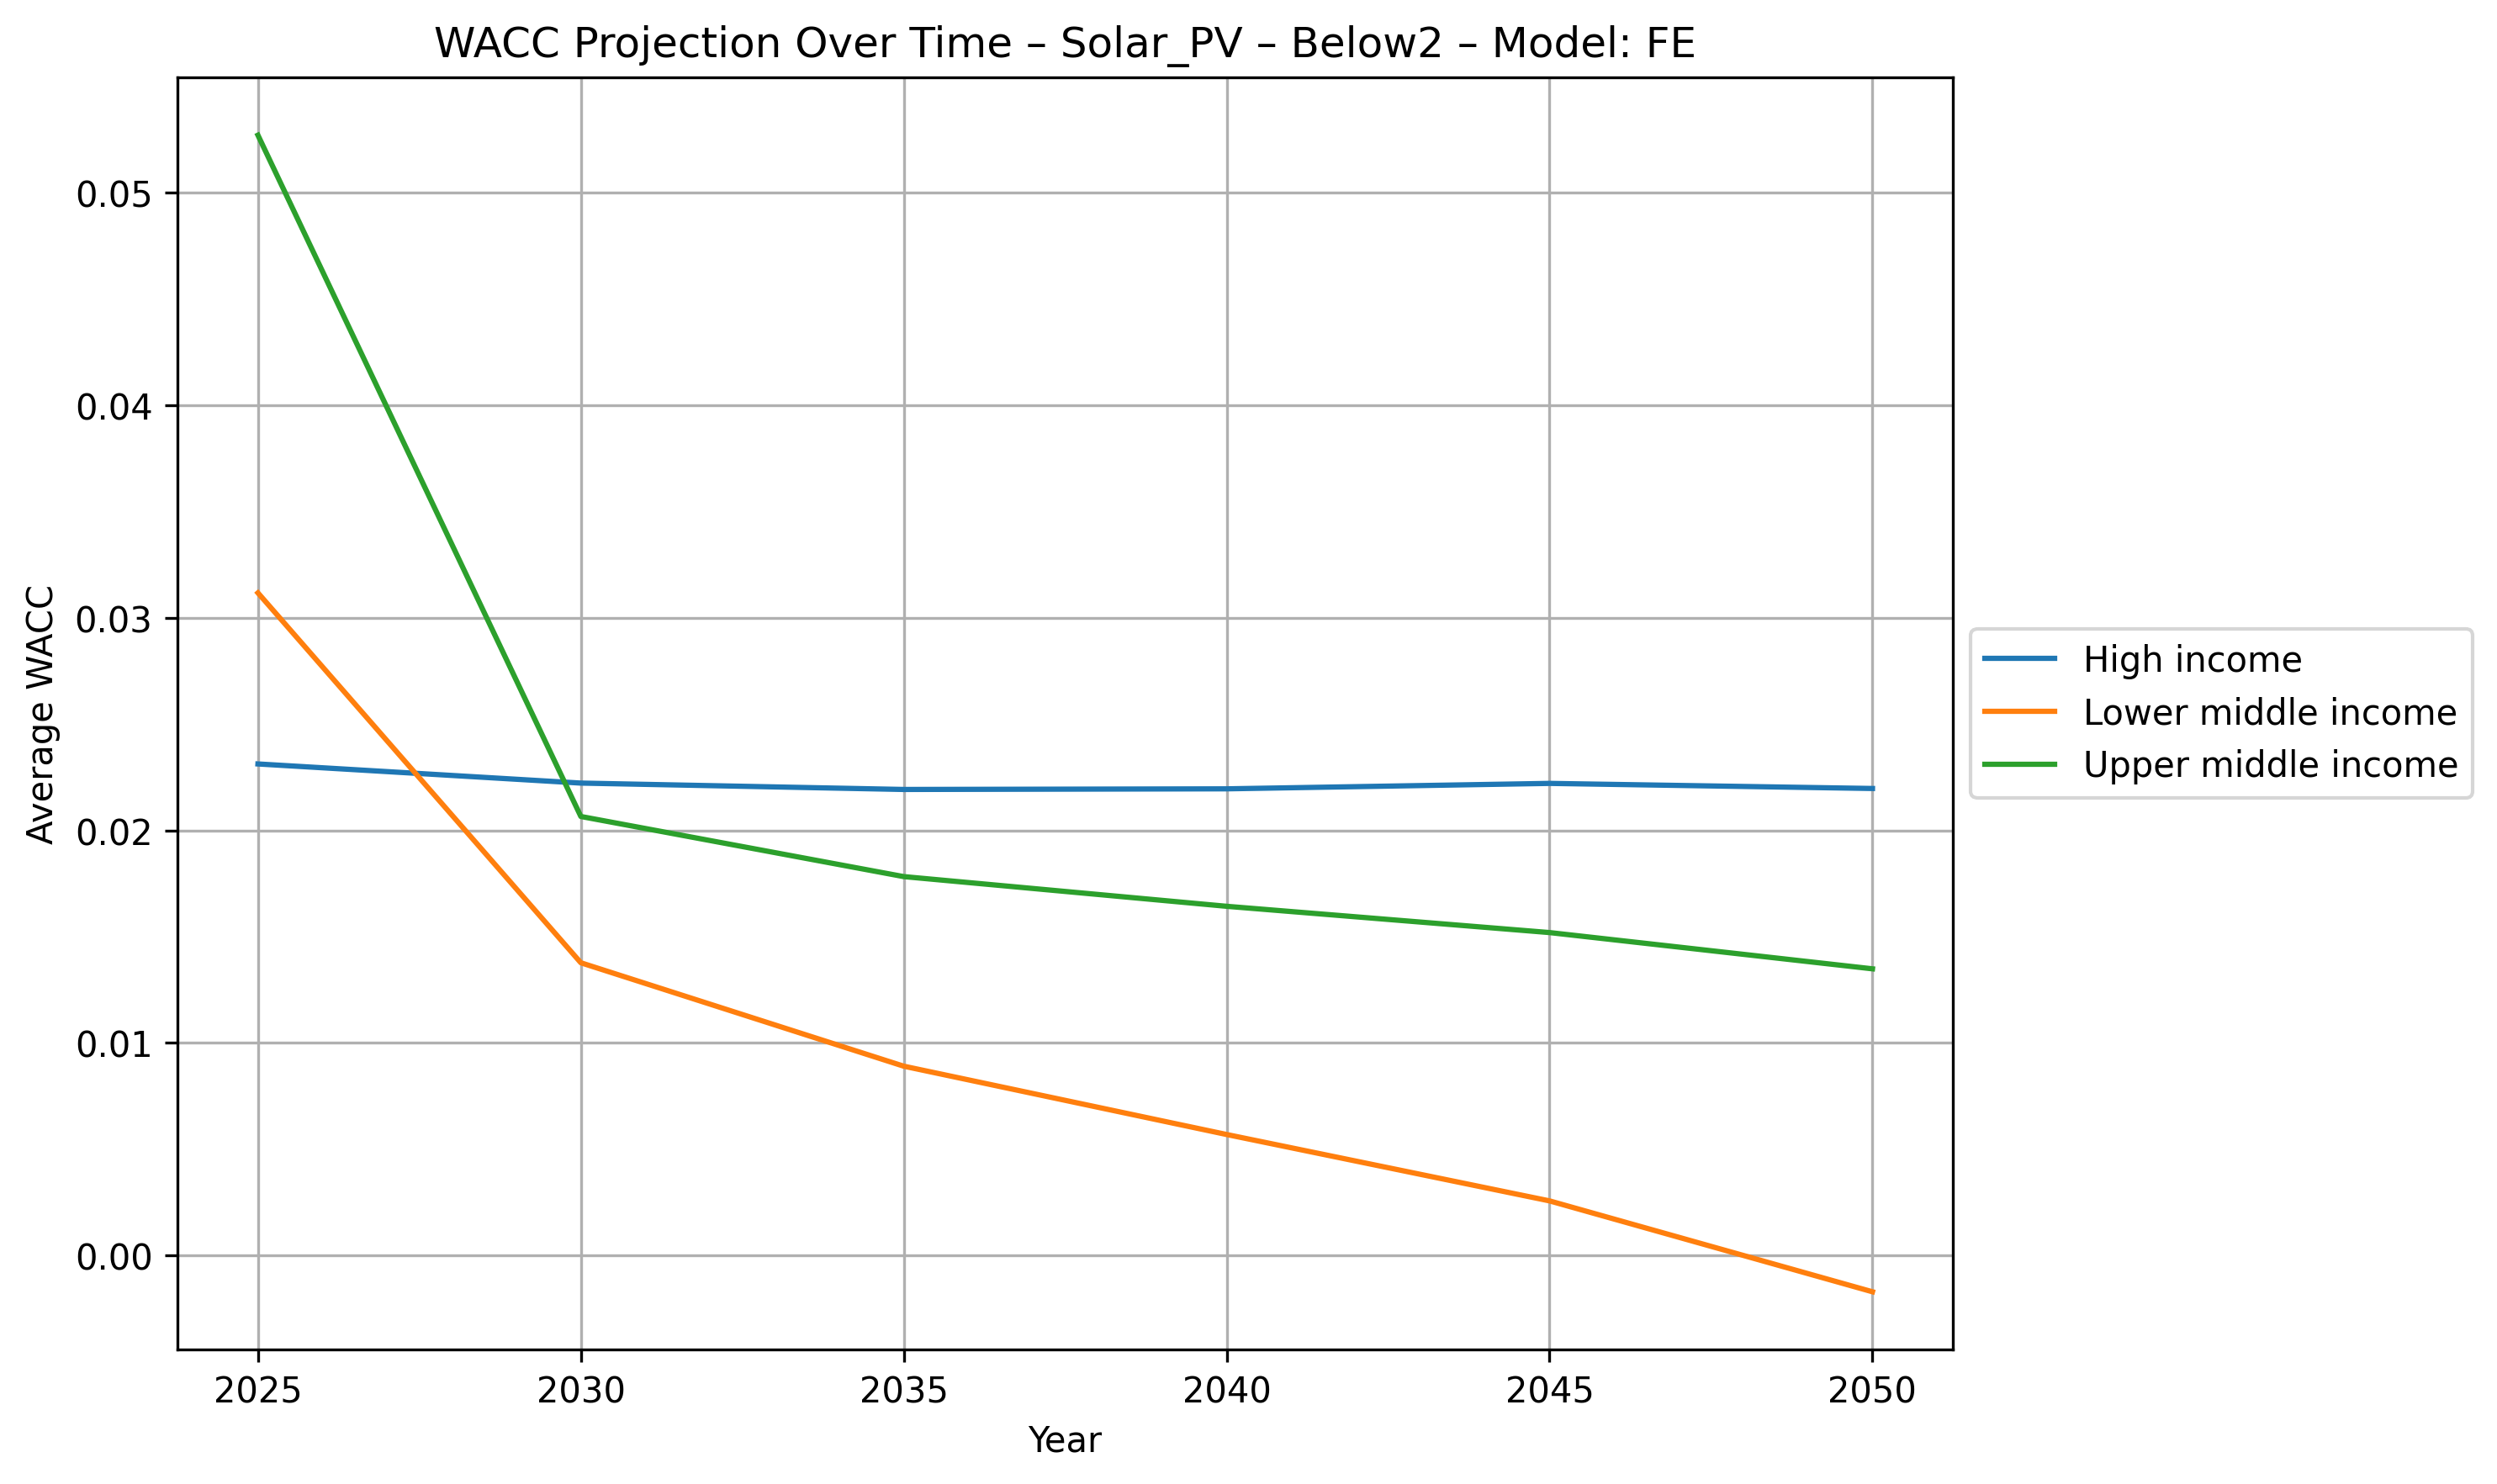 WACC Projection Over Time – Solar_PV – Below2 – Model: FE
Average WACC
0.05
0.04
0.03
0.02
0.01
0.00
2025 2030 2035 2040 2045 2050
Year
High income
Lower middle income
Upper middle income